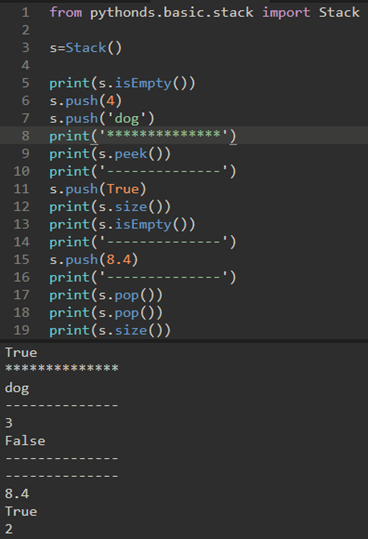 1 from pythonds.basic.stack import Stack
2
3 s=Stack()
4
5 print(s.isEmpty())
6 s.push(4)
7 s.push('dog')
8 print('**************')
9 print(s.peek())
10 print('--------------')
11 s.push(True)
12 print(s.size())
13 print(s.isEmpty())
14 print('--------------')
15 s.push(8.4)
16 print('--------------')
17 print(s.pop())
18 print(s.pop())
19 print(s.size())
True
**************
dog
--------------
3
False
--------------
--------------
8.4
True
2